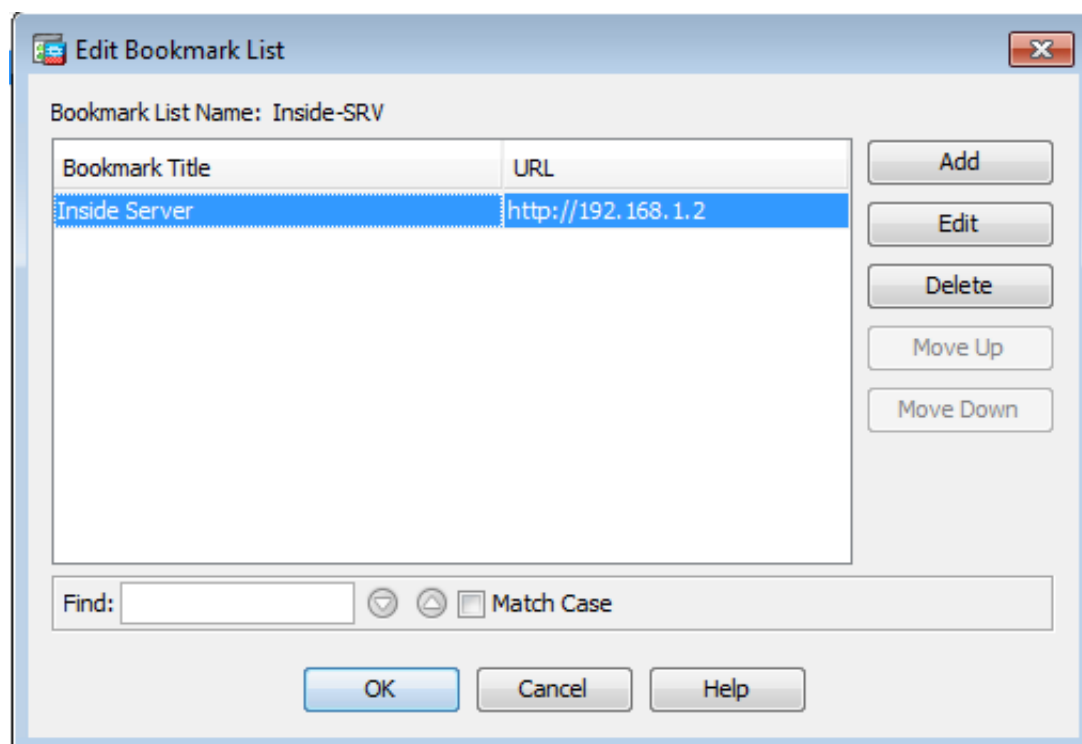 Edit Bookmark List
Bookmark List Name: Inside-SRV
Bookmark Title URL
Inside Server http://192.168.1.2
Add
Edit
Delete
Move Up
Move Down
Find: Match Case
OK Cancel Help